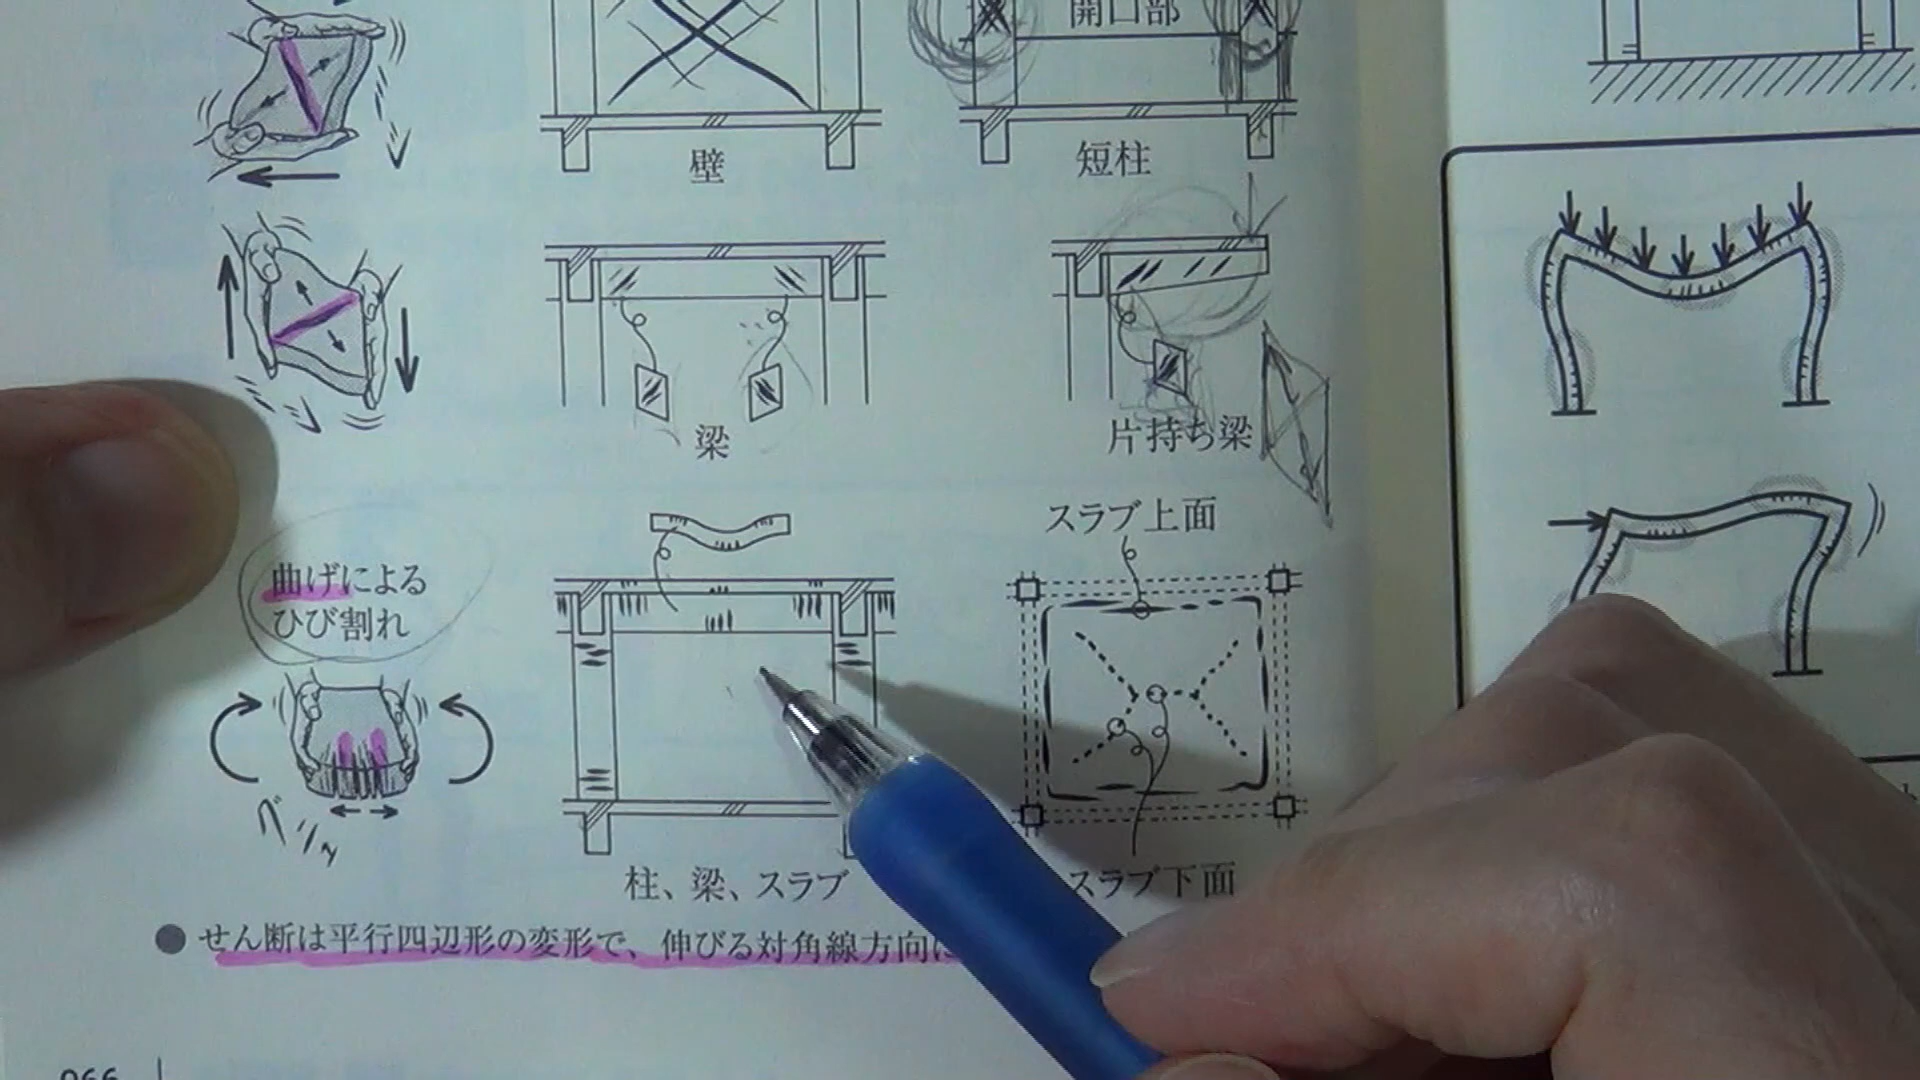 開口部
壁
短柱
梁
片持ち梁
曲げによる
ひび割れ
スラブ上面
柱、梁、スラブ
スラブ下面
●せん断は平行四辺形の変形で、伸びる対角線方向に
066